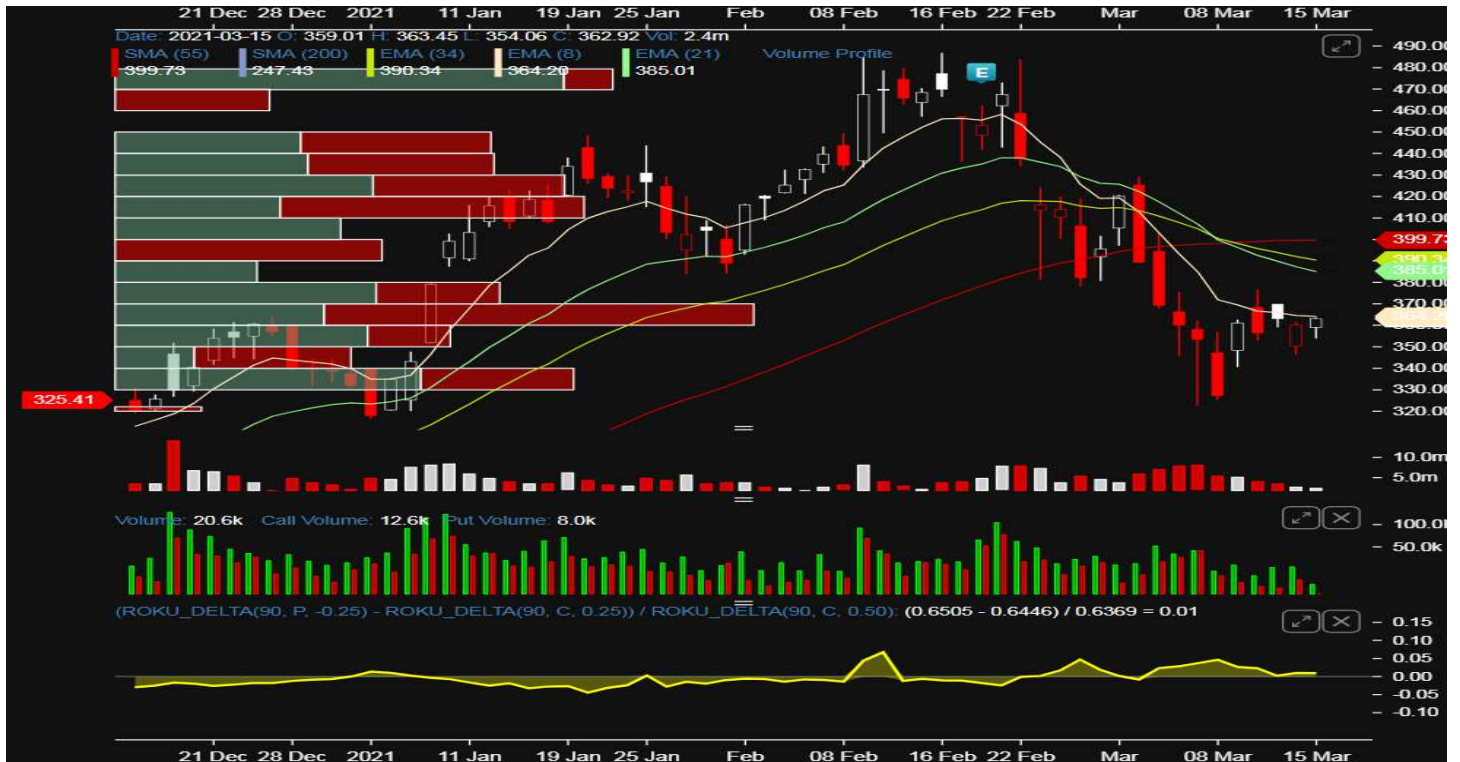 21 Dec 28 Dec 2021 11 Jan 19 Jan 25 Jan Feb 08 Feb 16 Feb 22 Feb Mar 08 Mar 15 Mar
Date: 2021-03-15 O: 359.01 H: 363.45 L: 354.06 C: 362.92 Vol: 2.4m
SMA (55) SMA (200) EMA (34) EMA (8) EMA (21) Volume Profile
399.73 247.43 390.34 364.20 385.01
E
490.00
480.00
470.00
460.00
450.00
440.00
430.00
420.00
410.00
399.73
390.34
385.01
380.00
370.00
350.00
340.00
330.00
320.00
325.41
10.0m
5.0m
Volume: 20.6k Call Volume: 12.6k Put Volume: 8.0k
100.0k
50.0k
(ROKU_DELTA(90, P, -0.25) - ROKU_DELTA(90, C, 0.25)) / ROKU_DELTA(90, C, 0.50): (0.6505 - 0.6446) / 0.6369 = 0.01
0.15
0.10
0.05
0.00
-0.05
-0.10
21 Dec 28 Dec 2021 11 Jan 19 Jan 25 Jan Feb 08 Feb 16 Feb 22 Feb Mar 08 Mar 15 Mar